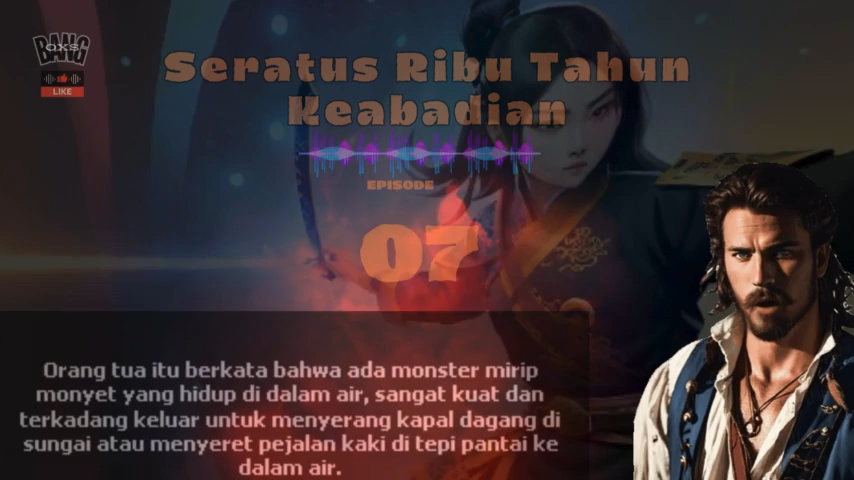 BANG
OXS
LIKE
Seratus Ribu Tahun
Keabadian
EPISODE
07
Orang tua itu berkata bahwa ada monster mirip
monyet yang hidup di dalam air, sangat kuat dan
terkadang keluar untuk menyerang kapal dagang di
sungai atau menyeret pejalan kaki di tepi pantai ke
dalam air.